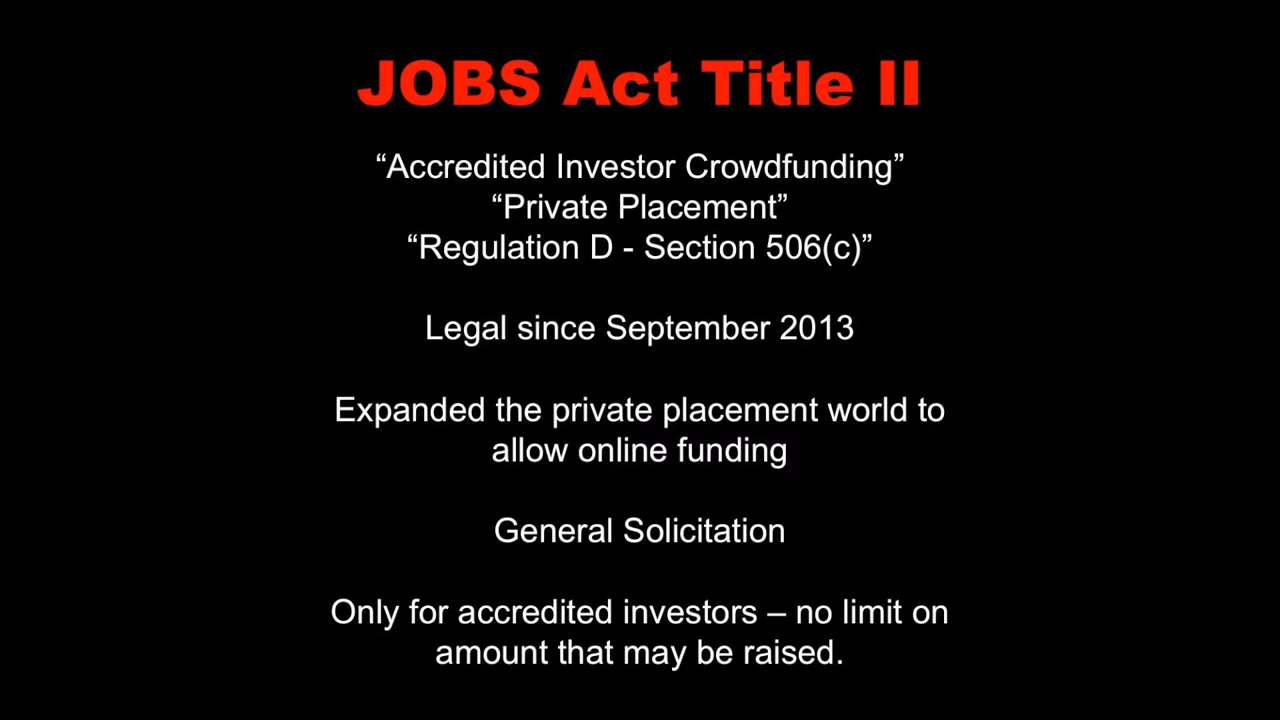 JOBS Act Title II
“Accredited Investor Crowdfunding”
“Private Placement”
“Regulation D - Section 506(c)”
Legal since September 2013
Expanded the private placement world to
allow online funding
General Solicitation
Only for accredited investors – no limit on
amount that may be raised.